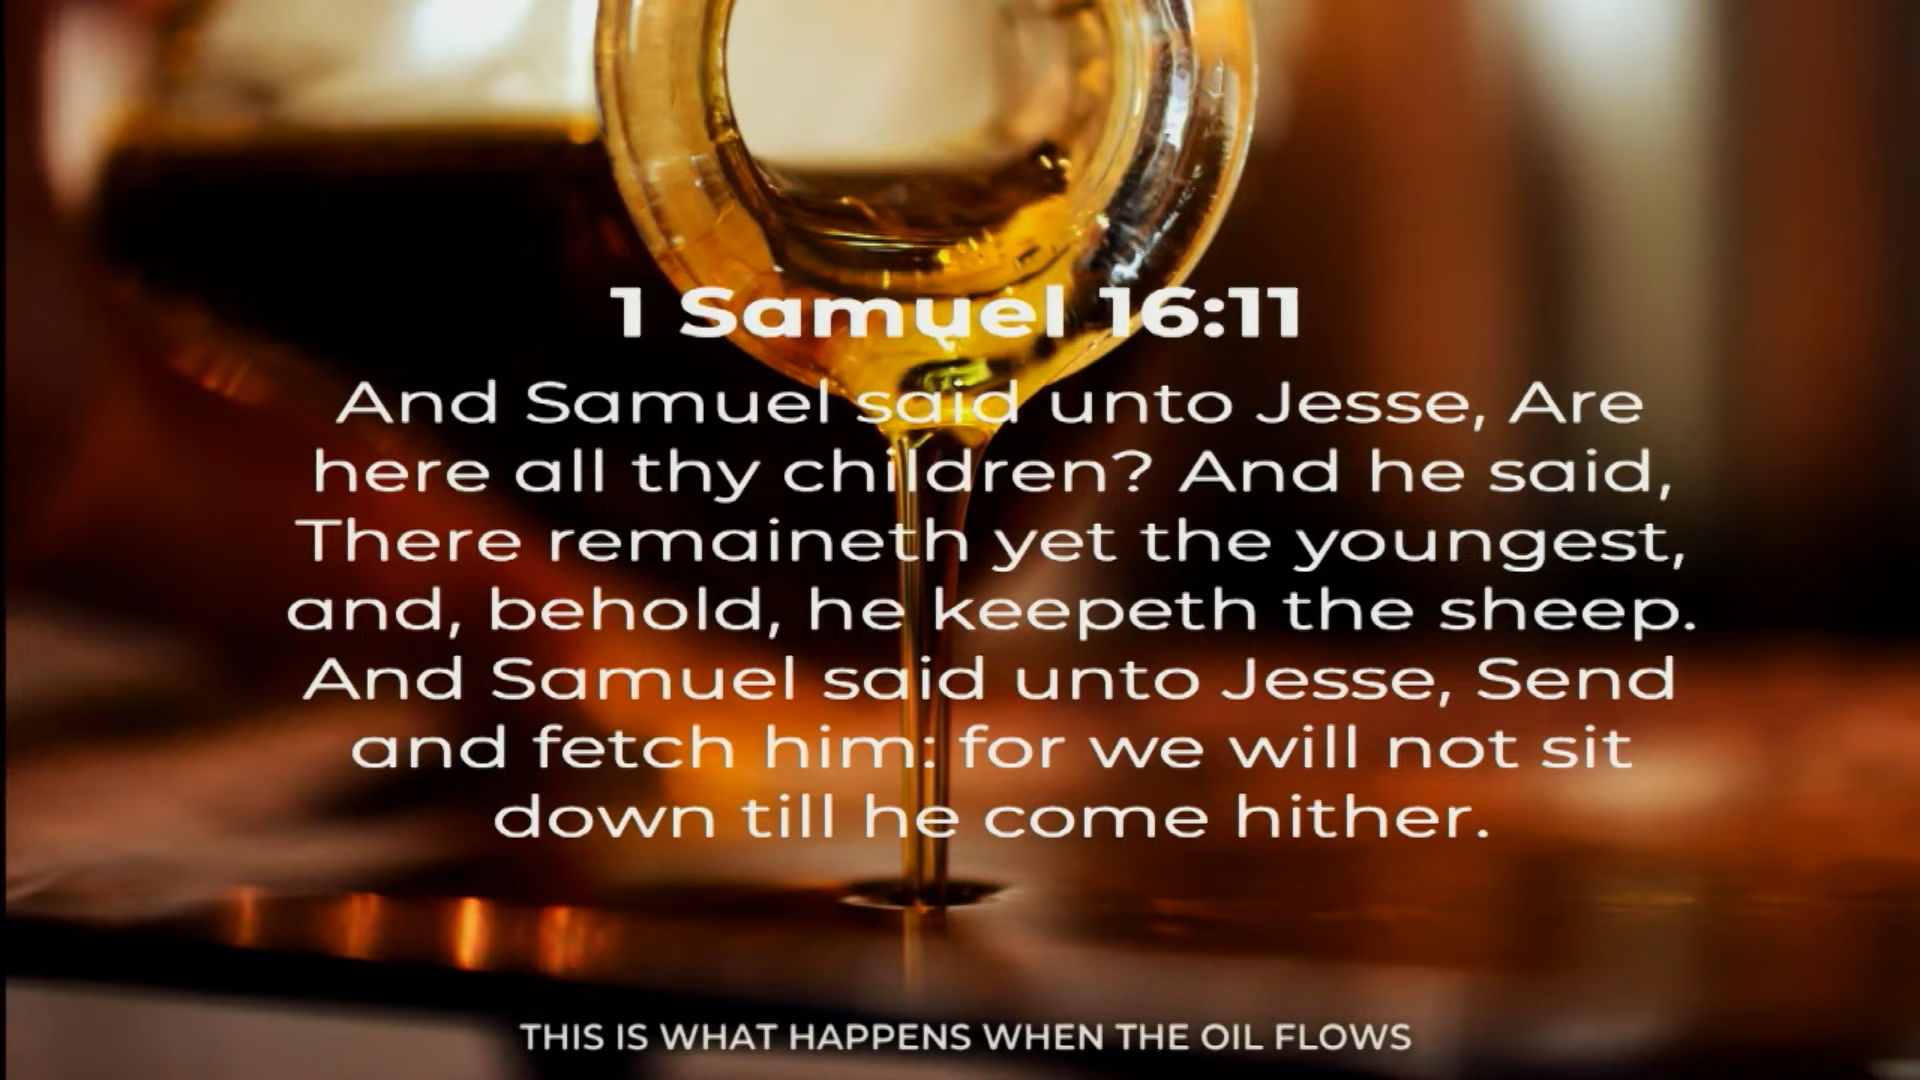 1 Samuel 16:11
And Samuel said unto Jesse, Are
here all thy children? And he said,
There remaineth yet the youngest,
and, behold, he keepeth the sheep.
And Samuel said unto Jesse, Send
and fetch him: for we will not sit
down till he come hither.
THIS IS WHAT HAPPENS WHEN THE OIL FLOWS